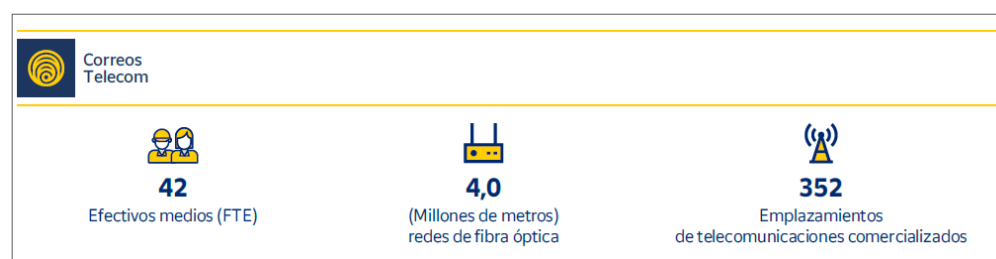 Correos
Telecom
42
Efectivos medios (FTE)
4,0
(Millones de metros)
redes de fibra óptica
352
Emplazamientos
de telecomunicaciones comercializados